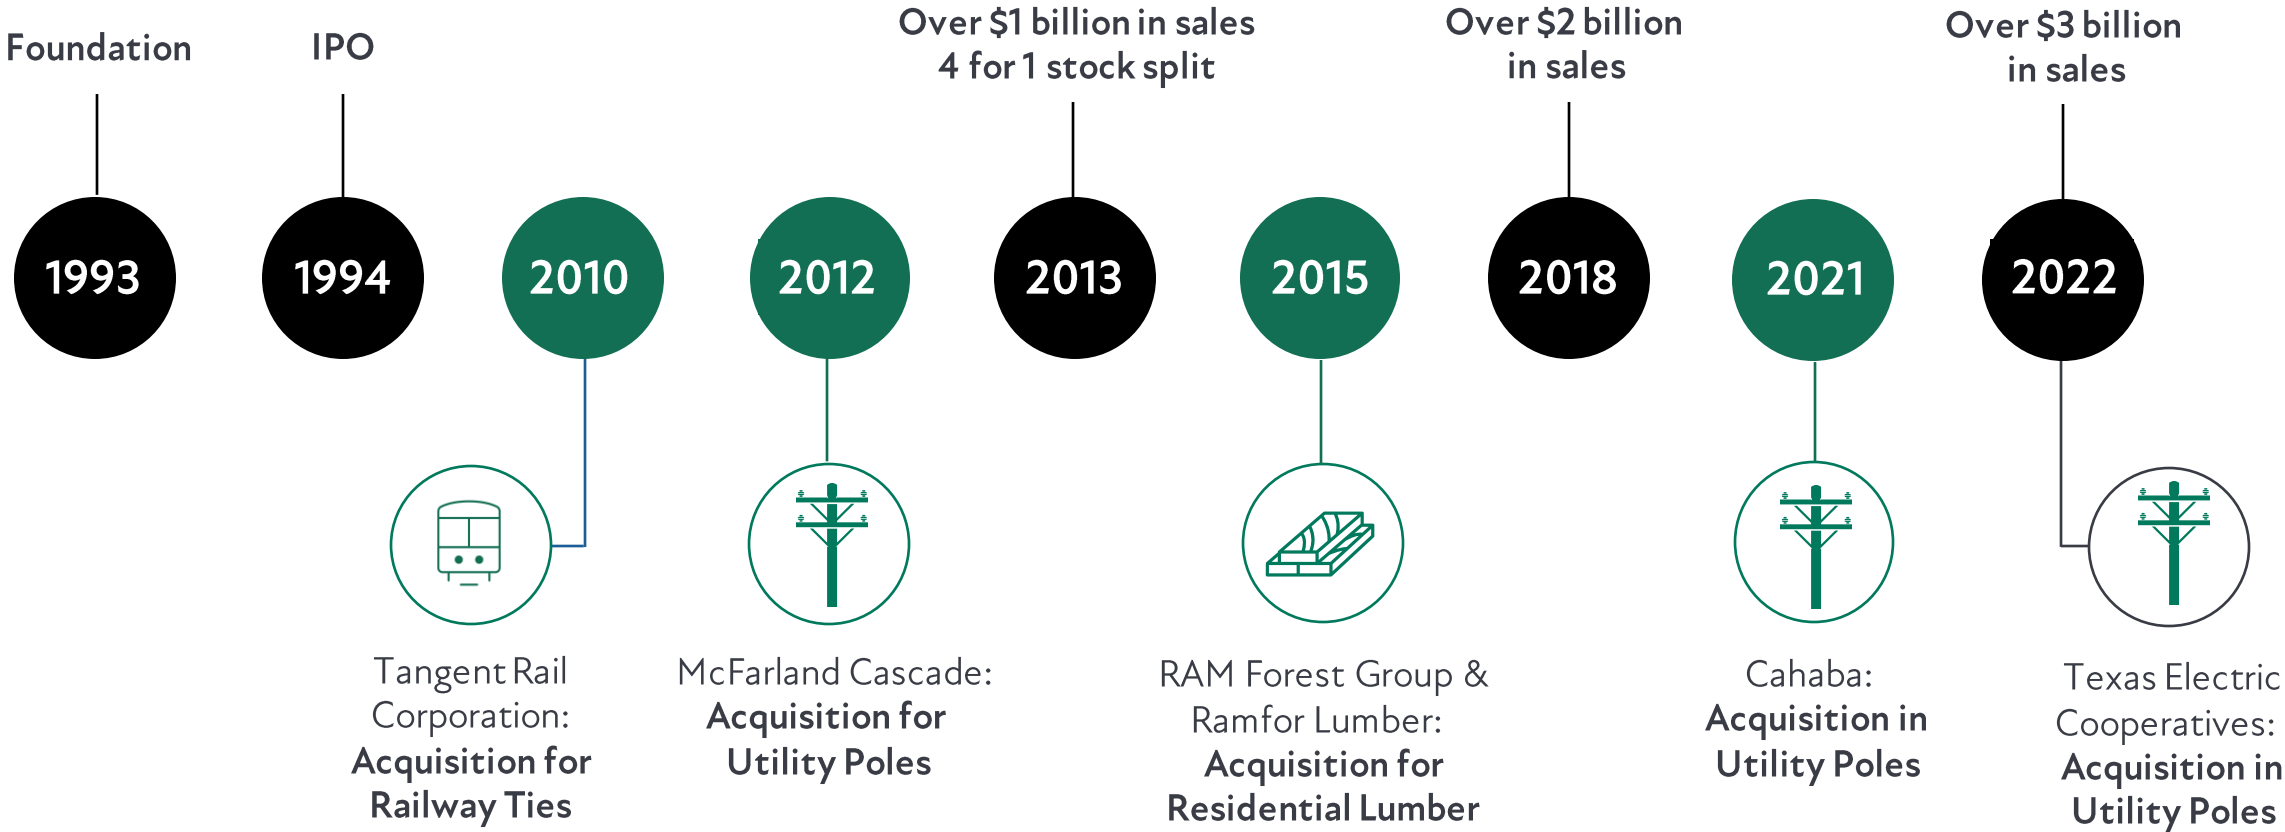 Foundation
IPO
Over $1 billion in sales
4 for 1 stock split
Over $2 billion
in sales
Over $3 billion
in sales
1993
1994
2010
2012
2013
2015
2018
2021
2022
Tangent Rail
Corporation:
Acquisition for
Railway Ties
McFarland Cascade:
Acquisition for
Utility Poles
RAM Forest Group &
Ramfor Lumber:
Acquisition for
Residential Lumber
Cahaba:
Acquisition in
Utility Poles
Texas Electric
Cooperatives:
Acquisition in
Utility Poles